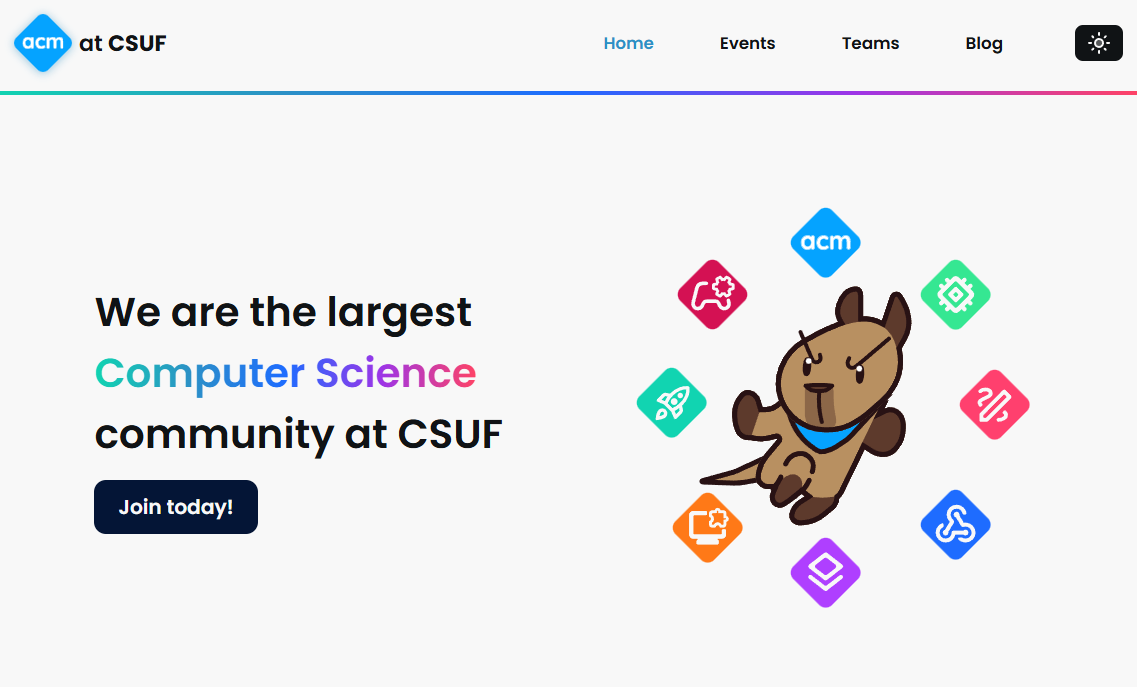 acm at CSUF
Home Events Teams Blog
We are the largest
Computer Science
community at CSUF
Join today!
acm